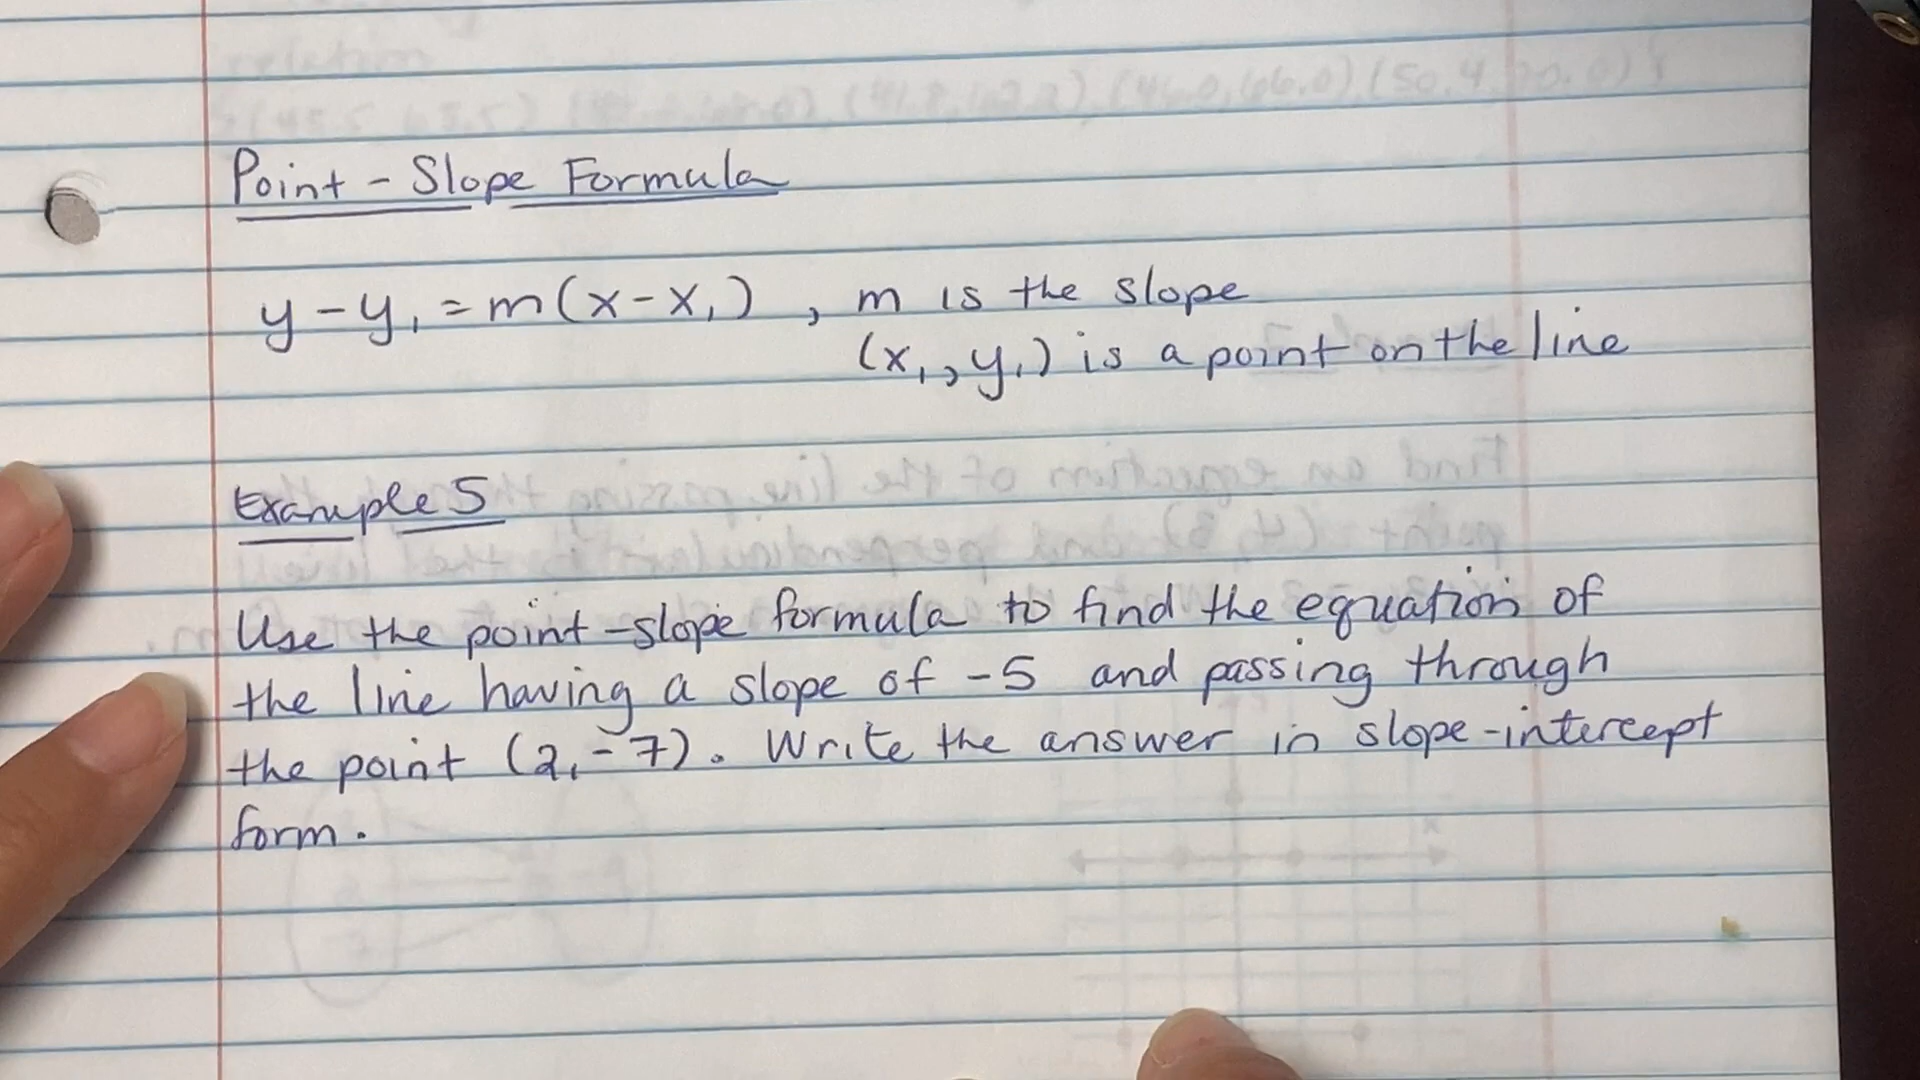 Point-Slope Formula
y-y₁=m(x-x₁), m is the slope
(x₁,y₁) is a point on the line
Example 5
Use the point-slope formula to find the equation of
the line having a slope of -5 and passing through
the point (2,-7). Write the answer in slope-intercept
form.